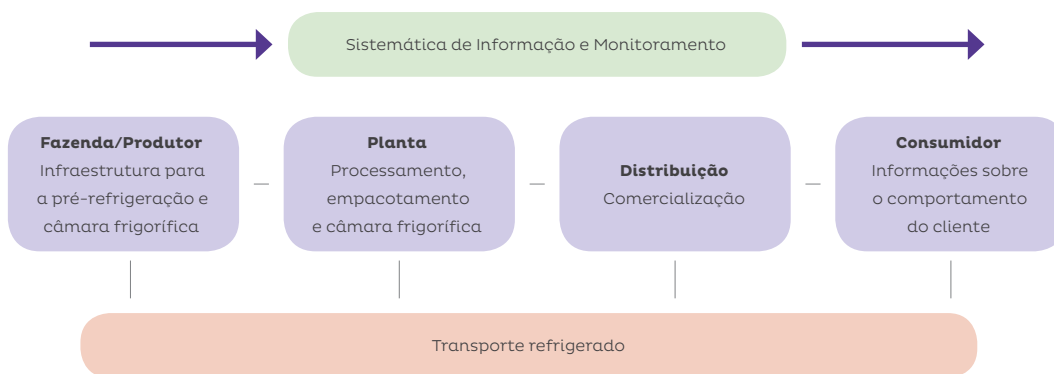 Sistemática de Informação e Monitoramento
Fazenda/Produtor
Infraestrutura para
a pré-refrigeração e
câmara frigorífica
Planta
Processamento,
empacotamento
e câmara frigorífica
Distribuição
Comercialização
Consumidor
Informações sobre
o comportamento
do cliente
Transporte refrigerado